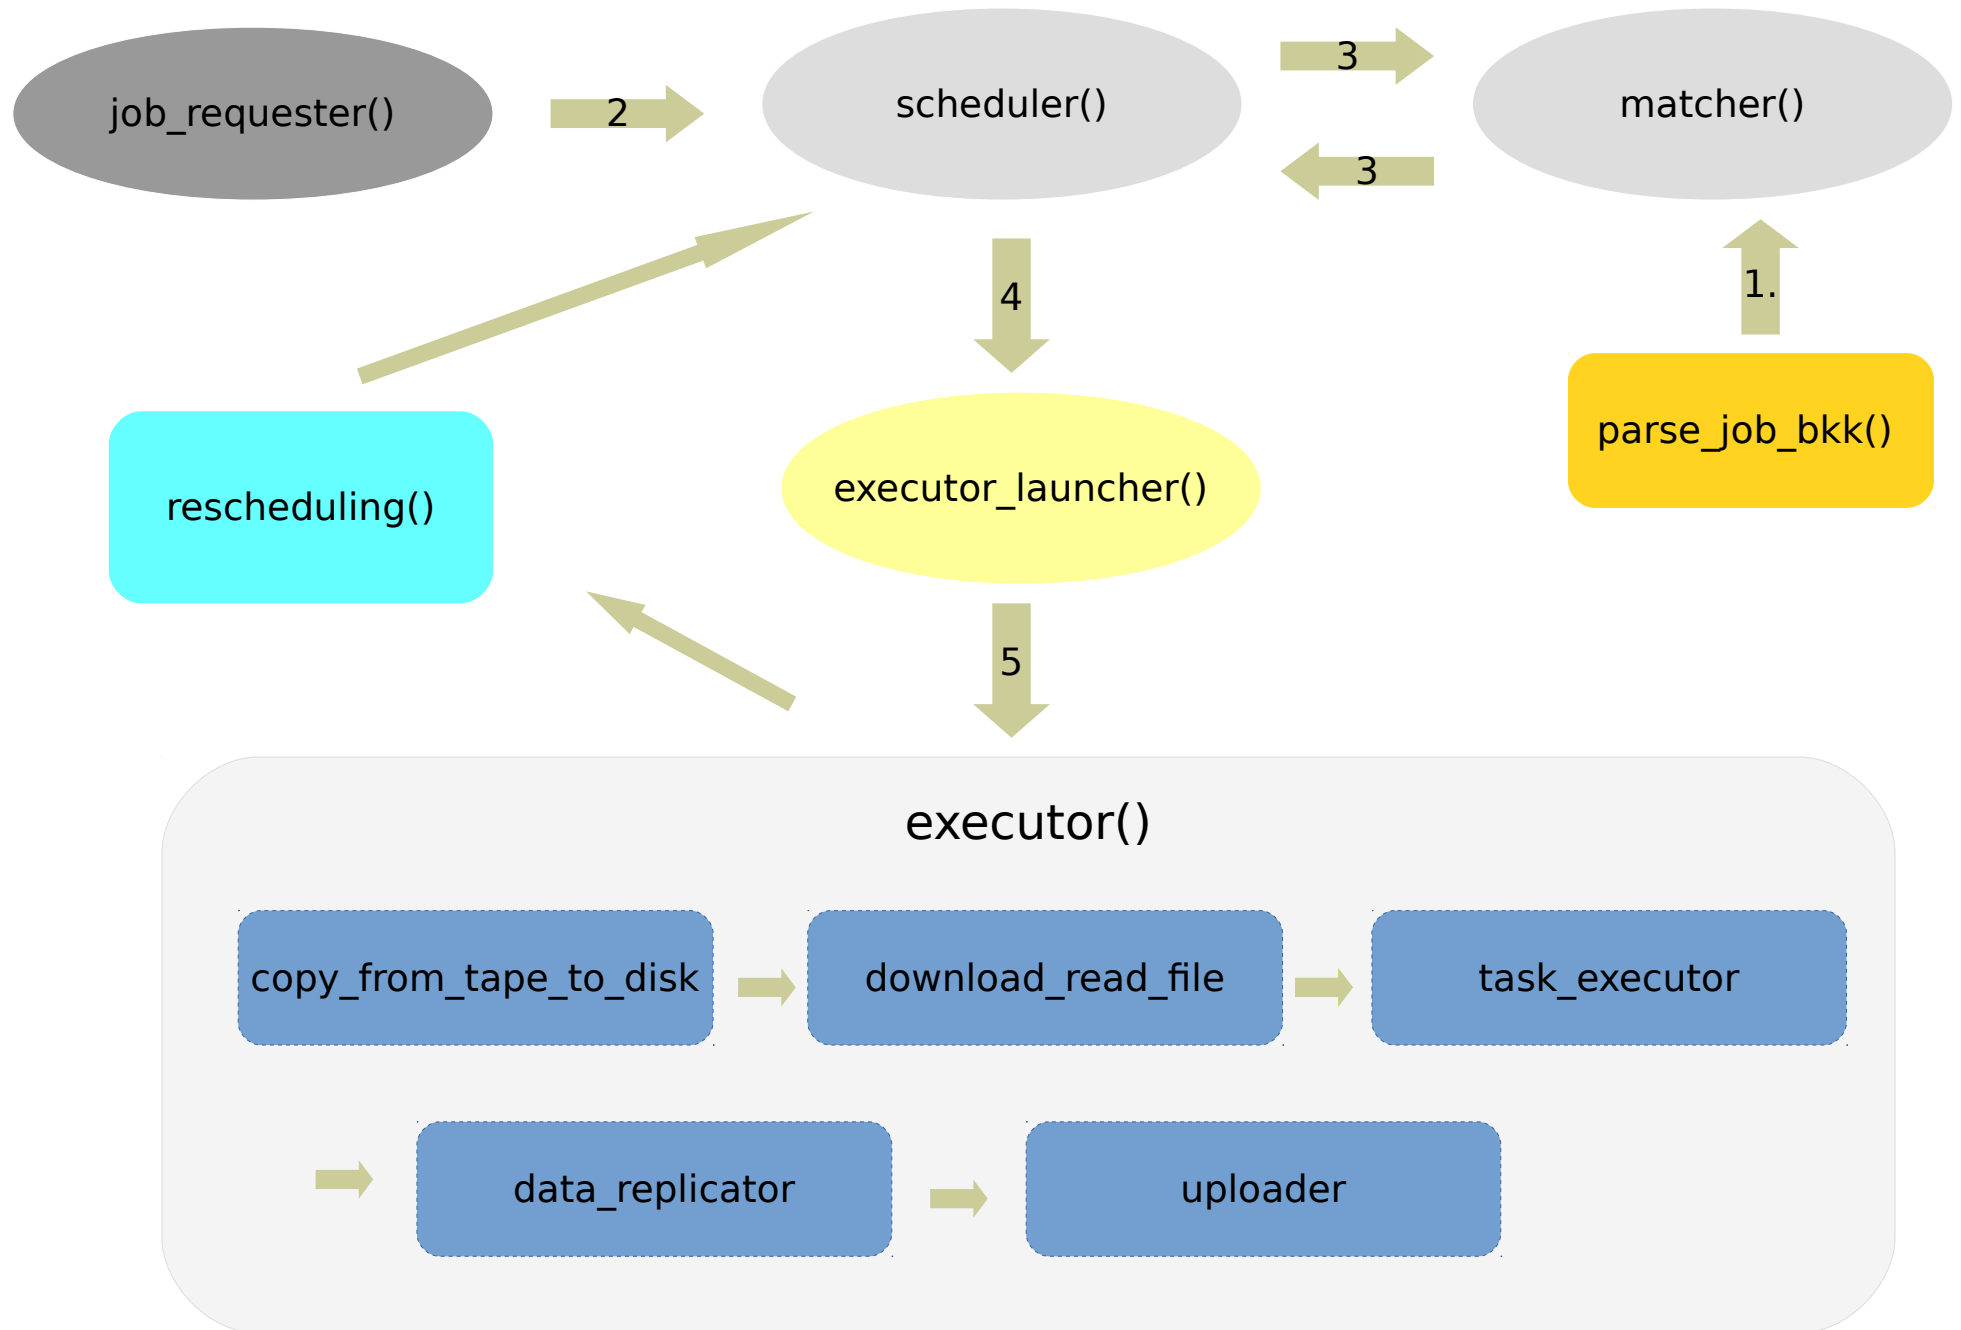 job_requester()
2
scheduler()
3
3
matcher()
4
1.
rescheduling()
executor_launcher()
parse_job_bkk()
5
executor()
copy_from_tape_to_disk
download_read_file
task_executor
data_replicator
uploader